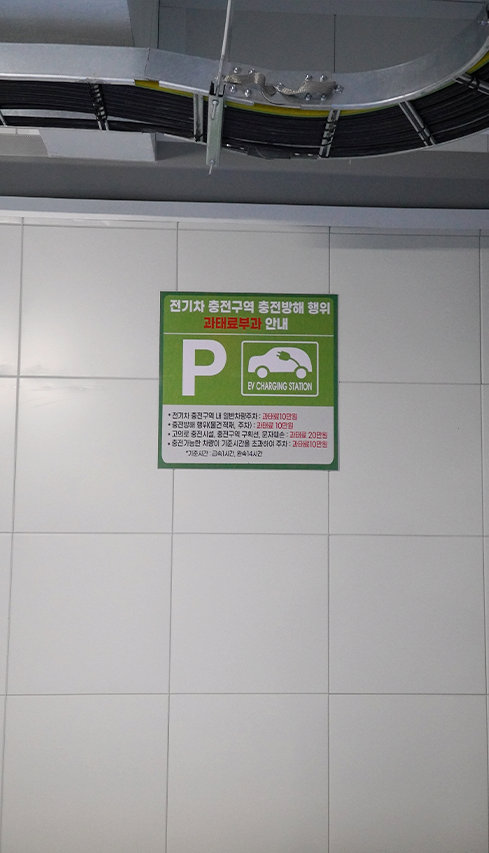 전기차 충전구역 충전방해 행위
과태료부과 안내
P
EV CHARGING STATION
• 전기차 충전구역 내 일반차량주차 : 과태료10만원
• 충전방해 행위(물건적재, 주차) : 과태료 10만원
• 고의로 충전시설, 충전구역 구획선, 문자훼손 : 과태료 20만원
• 충전가능한 차량이 기준시간을 초과하여 주차 : 과태료10만원
*기준시간 : 급속1시간, 완속14시간